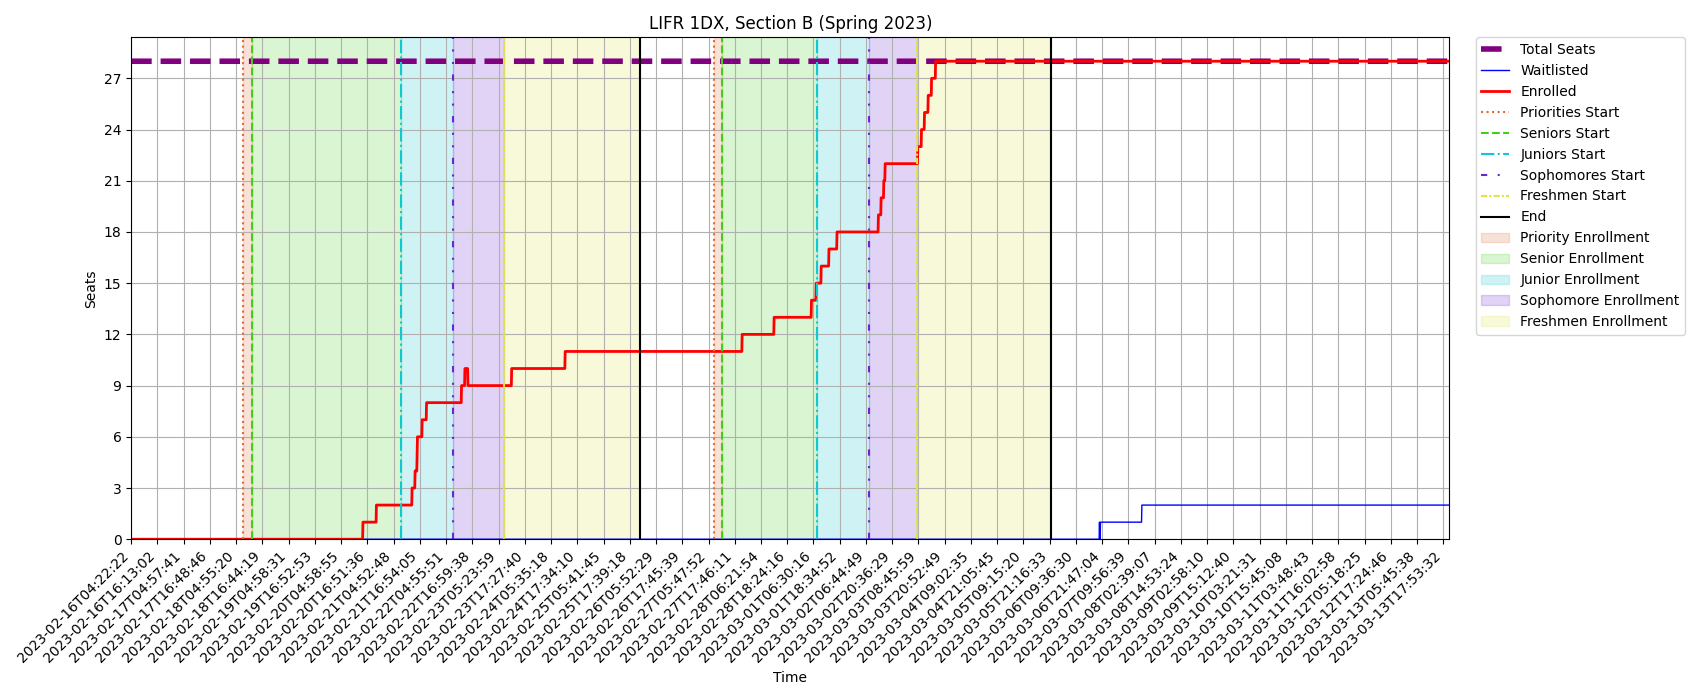 LIFR 1DX, Section B (Spring 2023)
Seats
27
24
21
18
15
12
9
6
3
0
2023-02-16T04:22:22
2023-02-16T16:13:02
2023-02-17T04:57:41
2023-02-17T16:48:46
2023-02-18T04:55:20
2023-02-18T16:44:19
2023-02-19T04:58:31
2023-02-19T16:52:53
2023-02-20T04:58:55
2023-02-20T16:51:36
2023-02-21T04:52:48
2023-02-21T16:54:05
2023-02-22T04:55:51
2023-02-22T16:59:38
2023-02-23T05:23:59
2023-02-23T17:27:40
2023-02-24T05:35:18
2023-02-24T17:34:10
2023-02-25T05:41:45
2023-02-25T17:39:18
2023-02-26T05:52:29
2023-02-26T17:45:39
2023-02-27T05:47:52
2023-02-27T17:46:11
2023-02-28T06:21:54
2023-02-28T18:24:16
2023-03-01T06:30:16
2023-03-01T18:34:52
2023-03-02T06:44:49
2023-03-02T20:36:29
2023-03-03T08:45:59
2023-03-03T20:52:49
2023-03-04T09:02:35
2023-03-04T21:05:45
2023-03-05T09:15:20
2023-03-05T21:16:33
2023-03-06T09:36:30
2023-03-06T21:47:04
2023-03-07T09:56:39
2023-03-08T02:39:07
2023-03-08T14:53:24
2023-03-09T02:58:10
2023-03-09T15:12:40
2023-03-10T03:21:31
2023-03-10T15:45:08
2023-03-11T03:48:43
2023-03-11T16:02:58
2023-03-12T05:18:25
2023-03-12T17:24:46
2023-03-13T05:45:38
2023-03-13T17:53:32
Time
Total Seats
Waitlisted
Enrolled
Priorities Start
Seniors Start
Juniors Start
Sophomores Start
Freshmen Start
End
Priority Enrollment
Senior Enrollment
Junior Enrollment
Sophomore Enrollment
Freshmen Enrollment